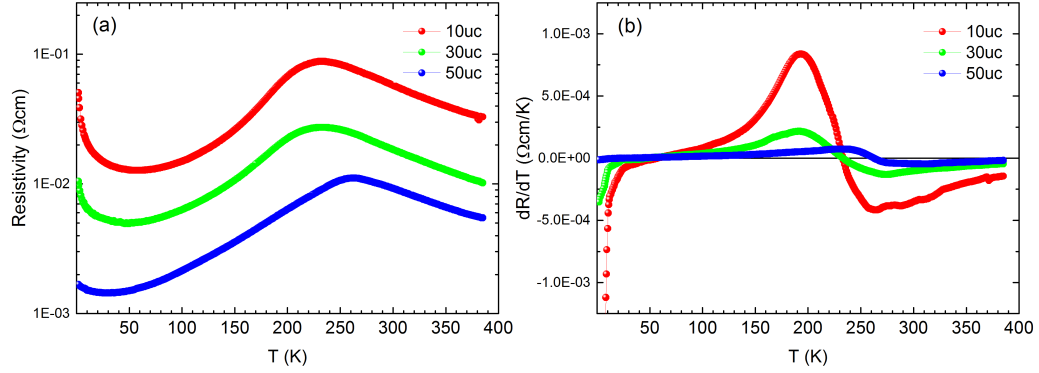 (a)
10uc
30uc
50uc
1E-01
1E-02
1E-03
Resistivity (Ωcm)
50 100 150 200 250 300 350 400
T (K)
(b)
10uc
30uc
50uc
1.0E-03
5.0E-04
0.0E+00
-5.0E-04
-1.0E-03
dR/dT (Ωcm/K)
50 100 150 200 250 300 350 400
T (K)